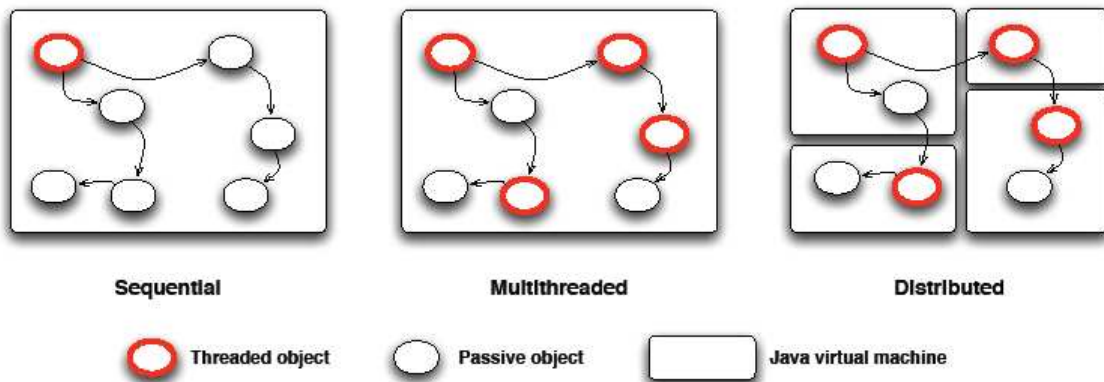 Sequential
Multithreaded
Distributed
Threaded object
Passive object
Java virtual machine